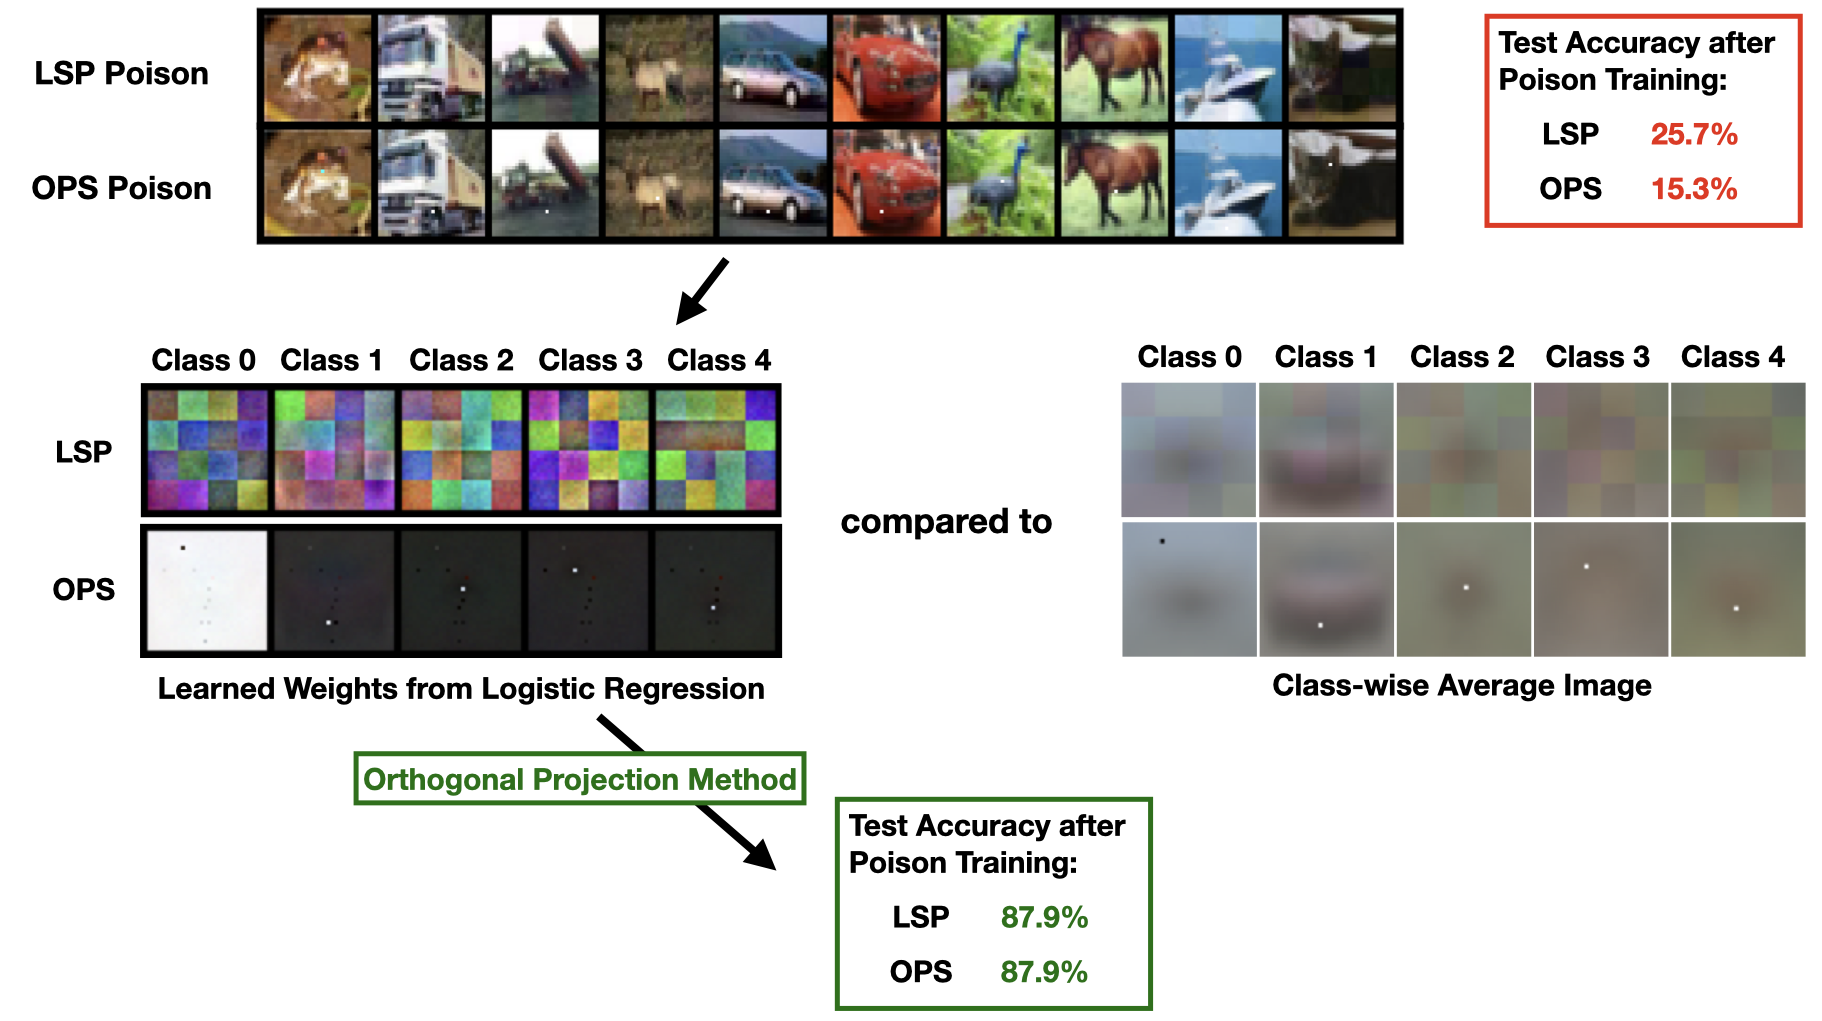 LSP Poison
OPS Poison
Test Accuracy after
Poison Training:
LSP 25.7%
OPS 15.3%
Class 0 Class 1 Class 2 Class 3 Class 4
LSP
OPS
Learned Weights from Logistic Regression
compared to
Class 0 Class 1 Class 2 Class 3 Class 4
Class-wise Average Image
Orthogonal Projection Method
Test Accuracy after
Poison Training:
LSP 87.9%
OPS 87.9%